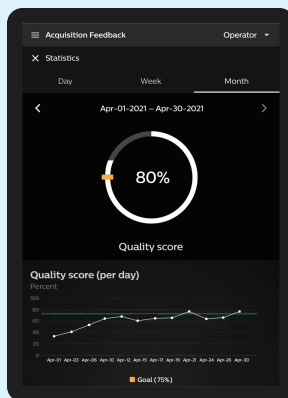 Acquisition Feedback
Operator
Statistics
Day
Week
Month
Apr-01-2021 – Apr-30-2021
80%
Quality score
Quality score (per day)
Percent
100
80
60
40
20
0
Apr-01 Apr-03 Apr-06 Apr-10 Apr-12 Apr-15 Apr-17 Apr-19 Apr-21 Apr-24 Apr-26 Apr-30
Goal (75%)